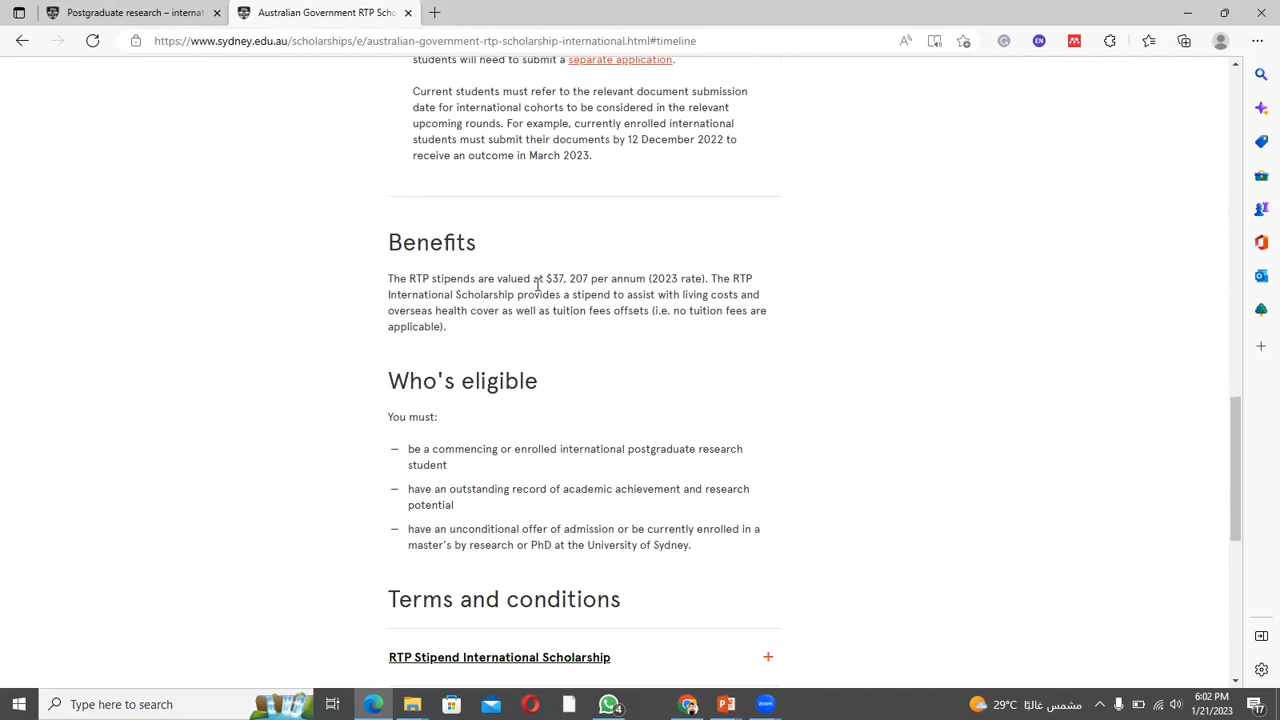 Postgraduate research – internat
Australian Government RTP Scho
https://www.sydney.edu.au/scholarships/e/australian-government-rtp-scholarship-international.html#timeline
students will need to submit a separate application.
Current students must refer to the relevant document submission
date for international cohorts to be considered in the relevant
upcoming rounds. For example, currently enrolled international
students must submit their documents by 12 December 2022 to
receive an outcome in March 2023.
Benefits
The RTP stipends are valued at $37, 207 per annum (2023 rate). The RTP
International Scholarship provides a stipend to assist with living costs and
overseas health cover as well as tuition fees offsets (i.e. no tuition fees are
applicable).
Who's eligible
You must:
— be a commencing or enrolled international postgraduate research
student
— have an outstanding record of academic achievement and research
potential
— have an unconditional offer of admission or be currently enrolled in a
master's by research or PhD at the University of Sydney.
Terms and conditions
RTP Stipend International Scholarship +
Type here to search
4
zoom
29°C مشمس غالبًا
6:02 PM
1/21/2023
17